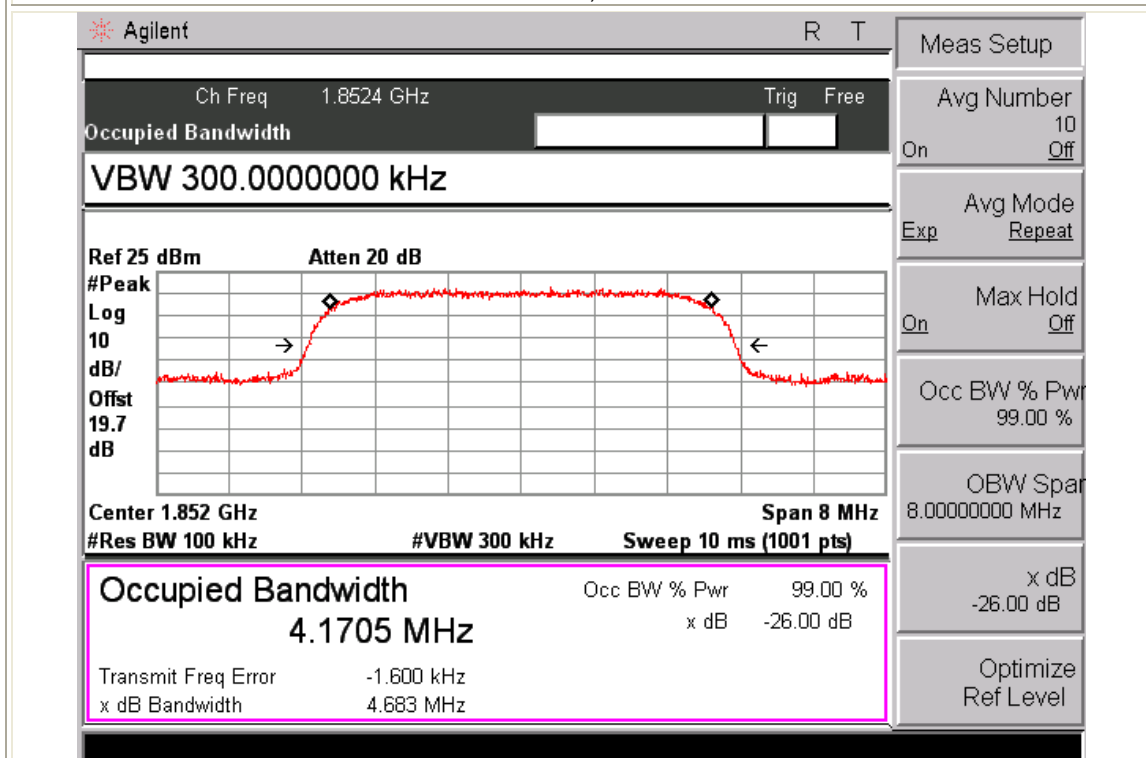 Agilent
R T
Ch Freq 1.8524 GHz Trig Free
Occupied Bandwidth
VBW 300.0000000 kHz
Ref 25 dBm Atten 20 dB
#Peak
Log
10
dB/
Offst
19.7
dB
Center 1.852 GHz Span 8 MHz
#Res BW 100 kHz #VBW 300 kHz Sweep 10 ms (1001 pts)
Occupied Bandwidth
4.1705 MHz
Occ BW % Pwr 99.00 %
x dB -26.00 dB
Transmit Freq Error -1.600 kHz
x dB Bandwidth 4.683 MHz
Meas Setup
Avg Number
10
On Off
Avg Mode
Exp Repeat
Max Hold
On Off
Occ BW % Pwr
99.00 %
OBW Span
8.00000000 MHz
x dB
-26.00 dB
Optimize
Ref Level